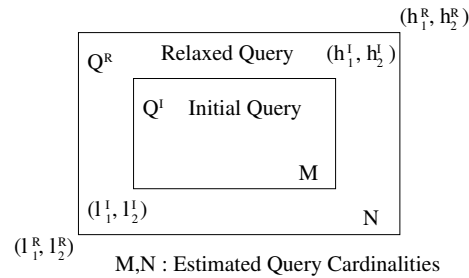 (h₁ᴿ, h₂ᴿ)
Relaxed Query (h₁ᴵ, h₂ᴵ)
Qᴿ
Qᴵ Initial Query
M
(l₁ᴵ, l₂ᴵ)
N
(l₁ᴿ, l₂ᴿ)
M,N : Estimated Query Cardinalities